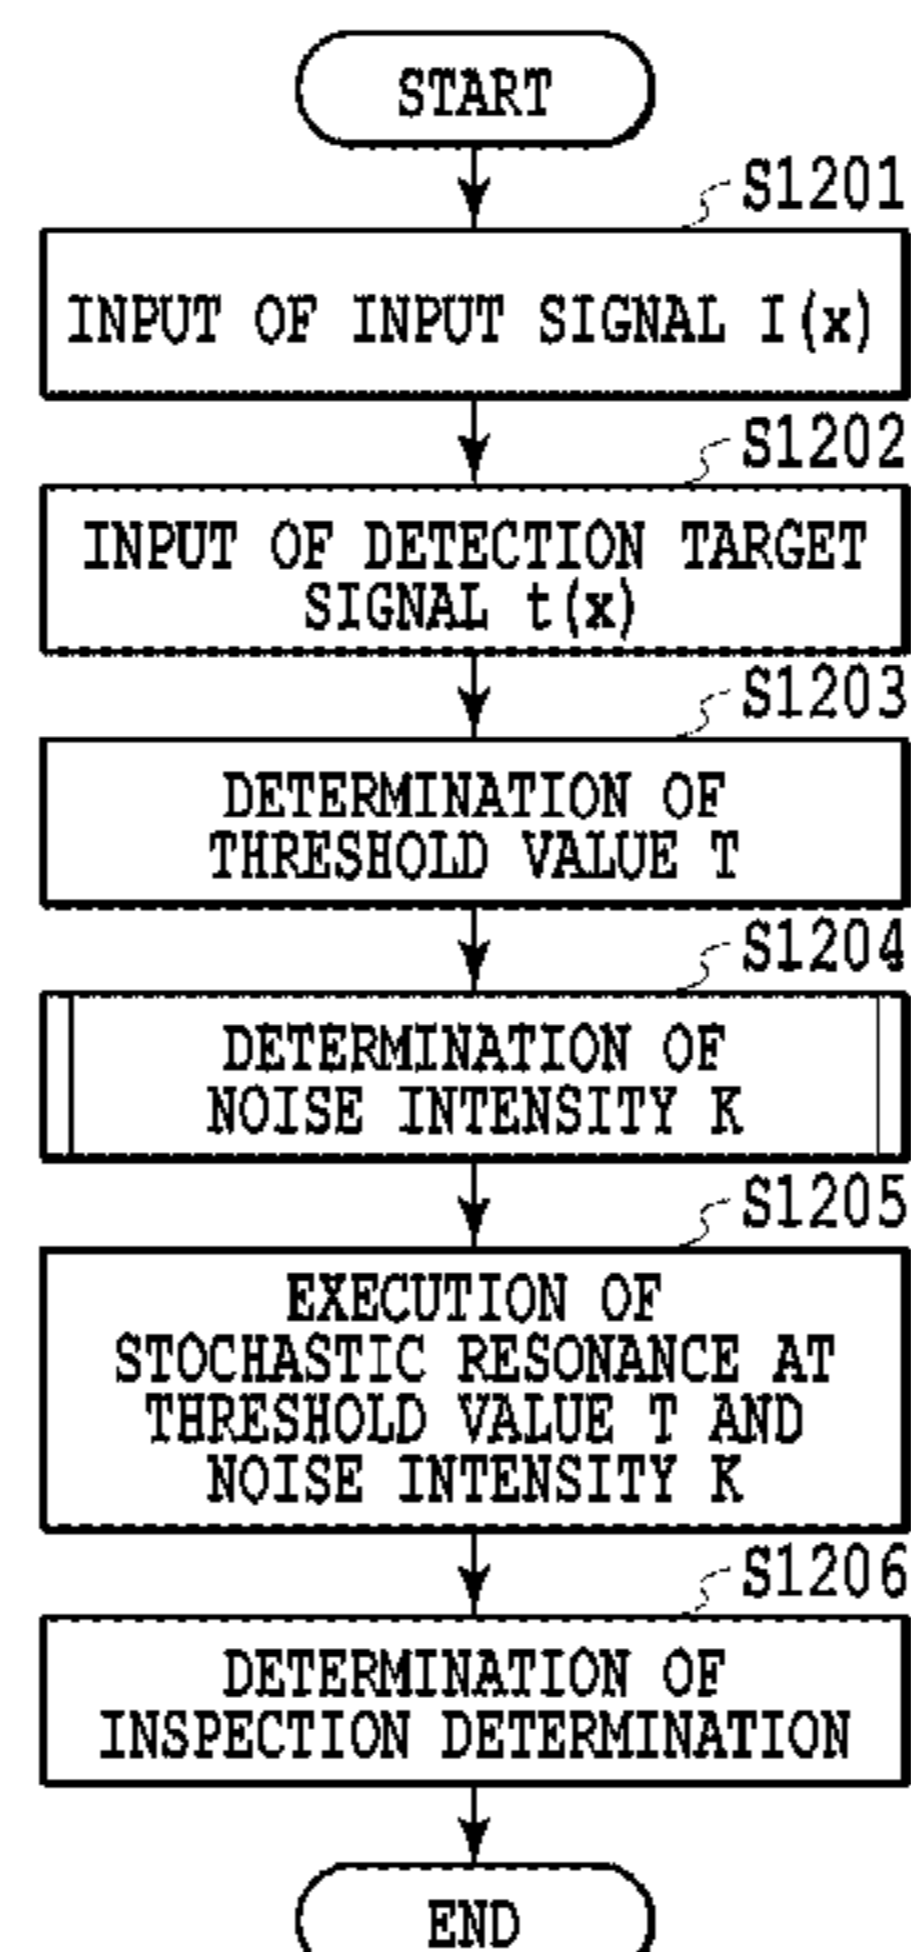 START
S1201
INPUT OF INPUT SIGNAL I(x)
S1202
INPUT OF DETECTION TARGET
SIGNAL t(x)
S1203
DETERMINATION OF
THRESHOLD VALUE T
S1204
DETERMINATION OF
NOISE INTENSITY K
S1205
EXECUTION OF
STOCHASTIC RESONANCE AT
THRESHOLD VALUE T AND
NOISE INTENSITY K
S1206
DETERMINATION OF
INSPECTION DETERMINATION
END